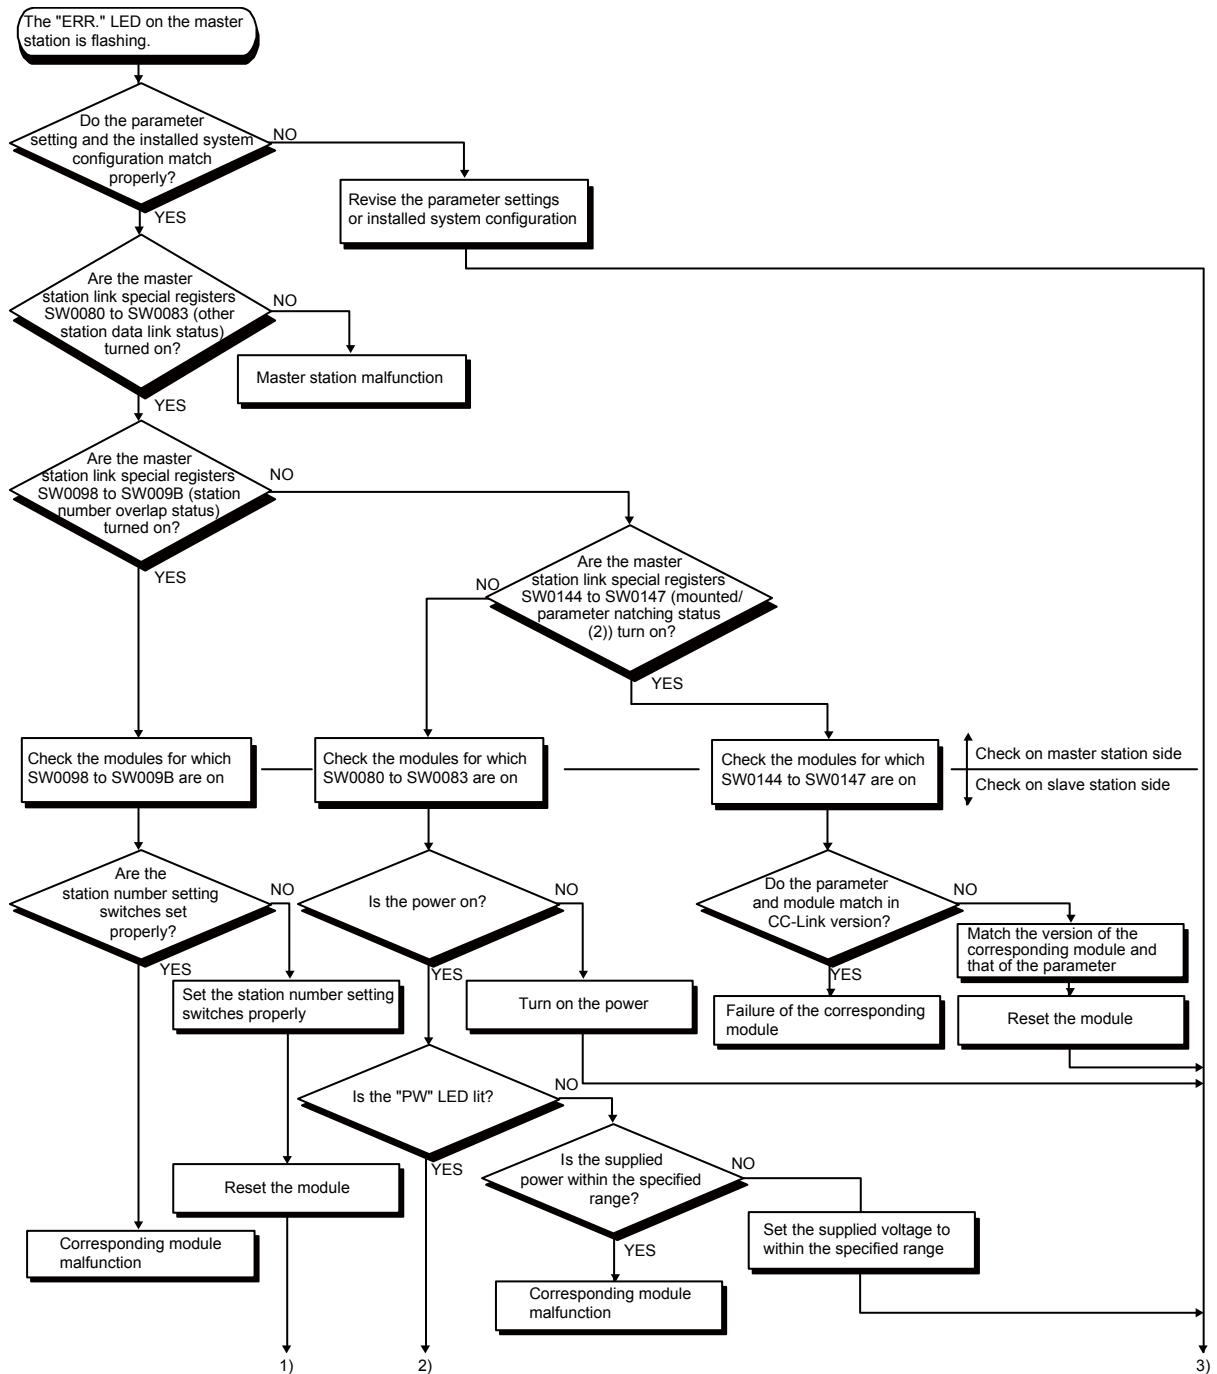 The "ERR." LED on the master
station is flashing.
Do the parameter
setting and the installed system
configuration match
properly?
NO
YES
Revise the parameter settings
or installed system configuration
Are the master
station link special registers
SW0080 to SW0083 (other
station data link status)
turned on?
NO
YES
Master station malfunction
Are the master
station link special registers
SW0098 to SW009B (station
number overlap status)
turned on?
NO
YES
Are the master
station link special registers
SW0144 to SW0147 (mounted/
parameter natching status
(2)) turn on?
NO
YES
Check the modules for which
SW0098 to SW009B are on
Check the modules for which
SW0080 to SW0083 are on
Check the modules for which
SW0144 to SW0147 are on
Check on master station side
Check on slave station side
Are the
station number setting
switches set
properly?
NO
YES
Is the power on?
NO
YES
Do the parameter
and module match in
CC-Link version?
NO
YES
Match the version of the
corresponding module and
that of the parameter
Set the station number setting
switches properly
Turn on the power
Failure of the corresponding
module
Reset the module
Is the "PW" LED lit?
NO
YES
Is the supplied
power within the specified
range?
NO
YES
Reset the module
Set the supplied voltage to
within the specified range
Corresponding module
malfunction
Corresponding module
malfunction
1)
2)
3)